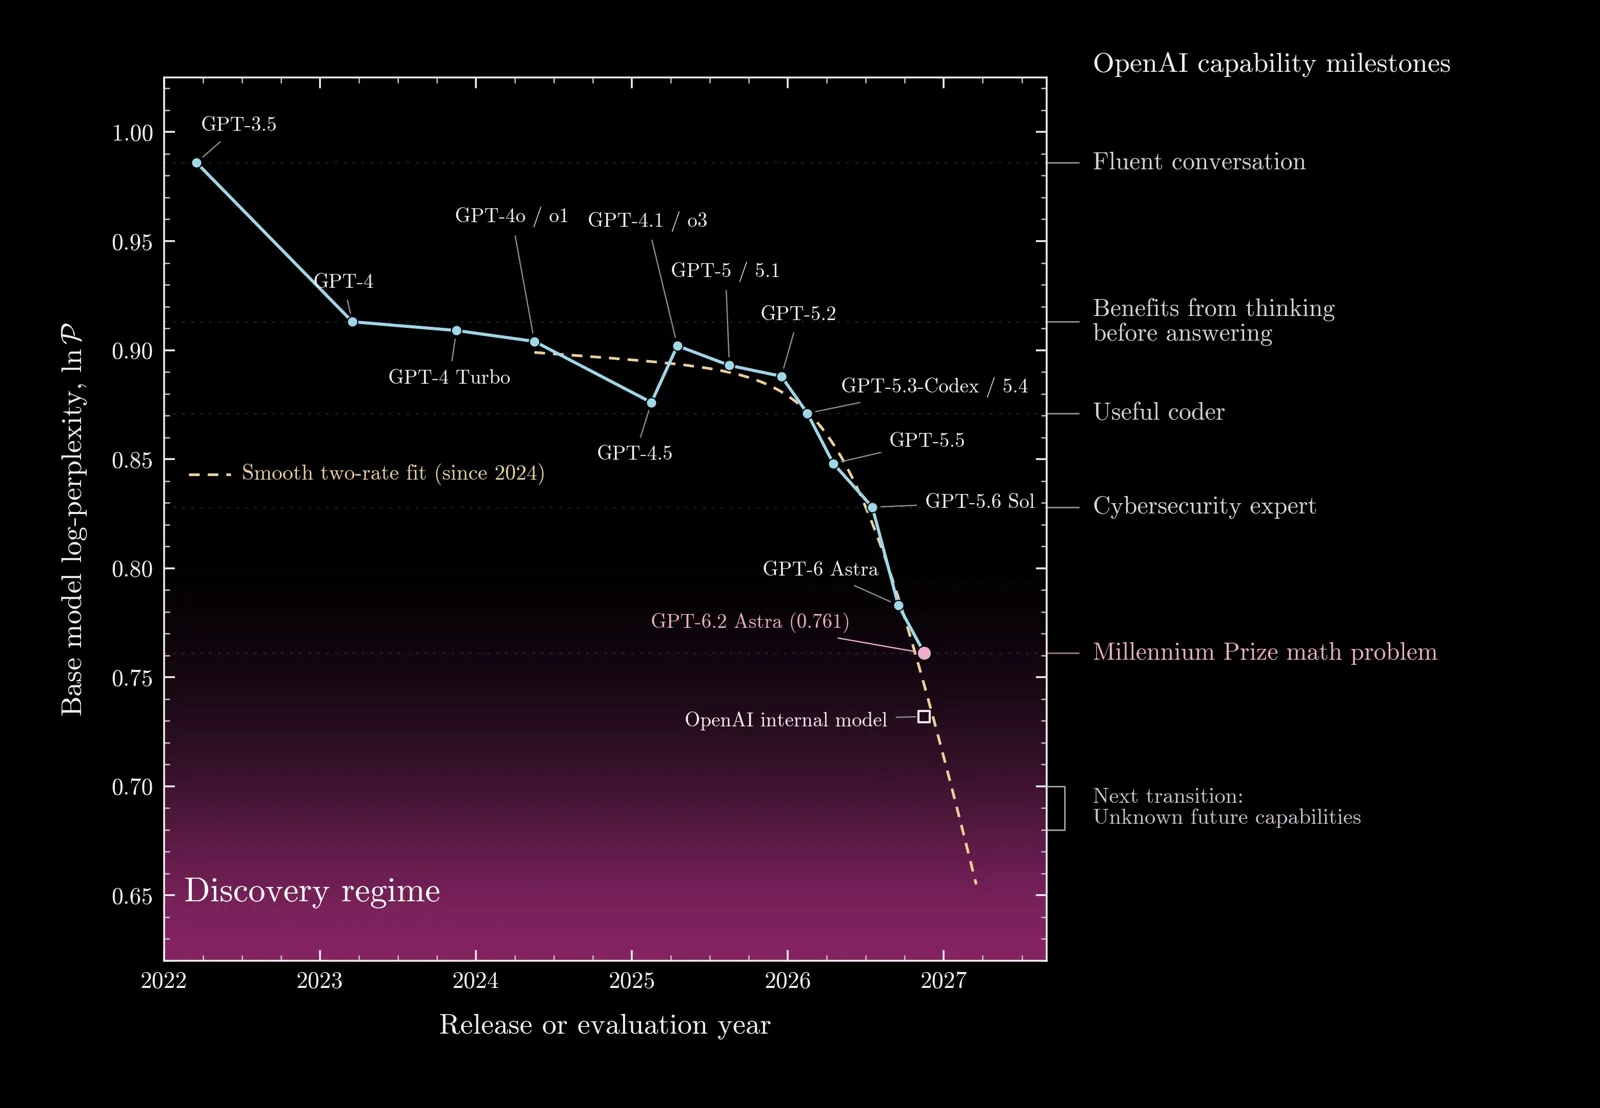 OpenAI capability milestones
1.00
0.95
0.90
0.85
0.80
0.75
0.70
0.65
Base model log-perplexity, ln 𝒫
GPT-3.5
GPT-4
GPT-4 Turbo
GPT-4o / o1
GPT-4.5
GPT-4.1 / o3
GPT-5 / 5.1
GPT-5.2
GPT-5.3-Codex / 5.4
GPT-5.5
GPT-5.6 Sol
GPT-6 Astra
GPT-6.2 Astra (0.761)
OpenAI internal model
Smooth two-rate fit (since 2024)
Discovery regime
Fluent conversation
Benefits from thinking
before answering
Useful coder
Cybersecurity expert
Millennium Prize math problem
Next transition:
Unknown future capabilities
2022 2023 2024 2025 2026 2027
Release or evaluation year